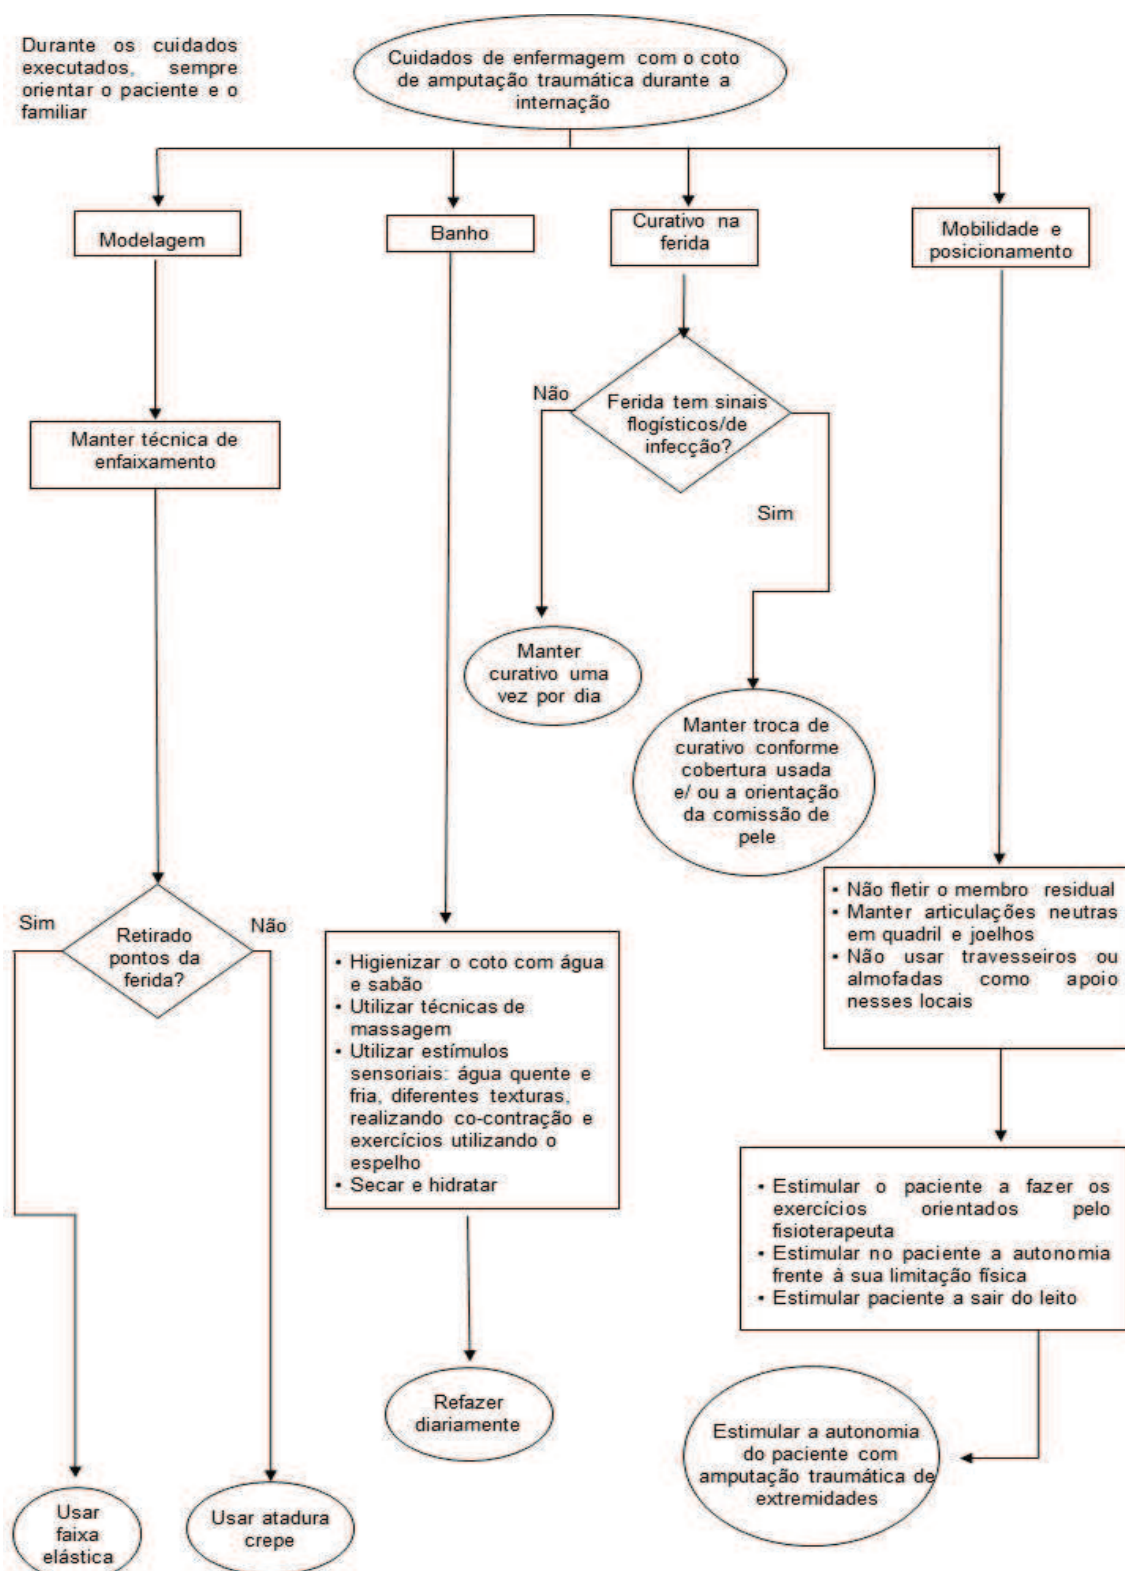 Durante os cuidados
executados, sempre
orientar o paciente e o
familiar
Cuidados de enfermagem com o coto
de amputação traumática durante a
internação
Modelagem
Banho
Curativo na
ferida
Mobilidade e
posicionamento
Manter técnica de
enfaixamento
Não
Ferida tem sinais
flogísticos/de
infecção?
Sim
Manter
curativo uma
vez por dia
Manter troca de
curativo conforme
cobertura usada
e/ ou a orientação
da comissão de
pele
Sim
Retirado
pontos da
ferida?
Não
• Higienizar o coto com água
e sabão
• Utilizar técnicas de
massagem
• Utilizar estímulos
sensoriais: água quente e
fria, diferentes texturas,
realizando co-contração e
exercícios utilizando o
espelho
• Secar e hidratar
• Não fletir o membro residual
• Manter articulações neutras
em quadril e joelhos
• Não usar travesseiros ou
almofadas como apoio
nesses locais
• Estimular o paciente a fazer os
exercícios orientados pelo
fisioterapeuta
• Estimular no paciente a autonomia
frente à sua limitação física
• Estimular paciente a sair do leito
Usar
faixa
elástica
Usar atadura
crepe
Refazer
diariamente
Estimular a autonomia
do paciente com
amputação traumática de
extremidades